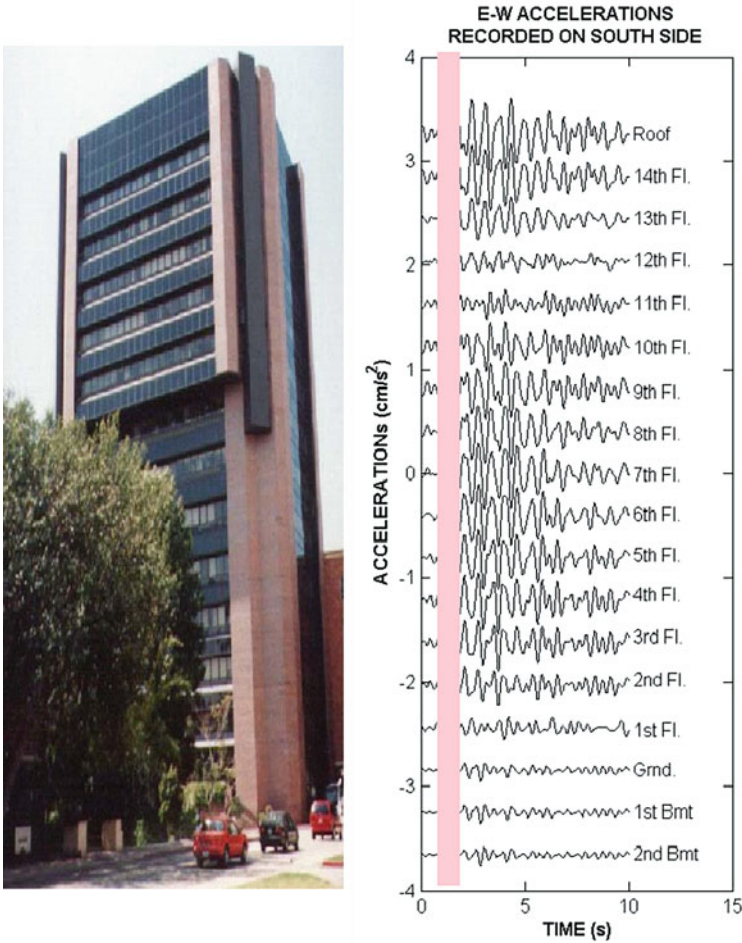 E-W ACCELERATIONS
RECORDED ON SOUTH SIDE
ACCELERATIONs (cm/s²)
4
3
2
1
0
-1
-2
-3
-4
Roof
14th Fl.
13th Fl.
12th Fl.
11th Fl.
10th Fl.
9th Fl.
8th Fl.
7th Fl.
6th Fl.
5th Fl.
4th Fl.
3rd Fl.
2nd Fl.
1st Fl.
Grnd.
1st Bmt
2nd Bmt
0 5 10 15
TIME (s)